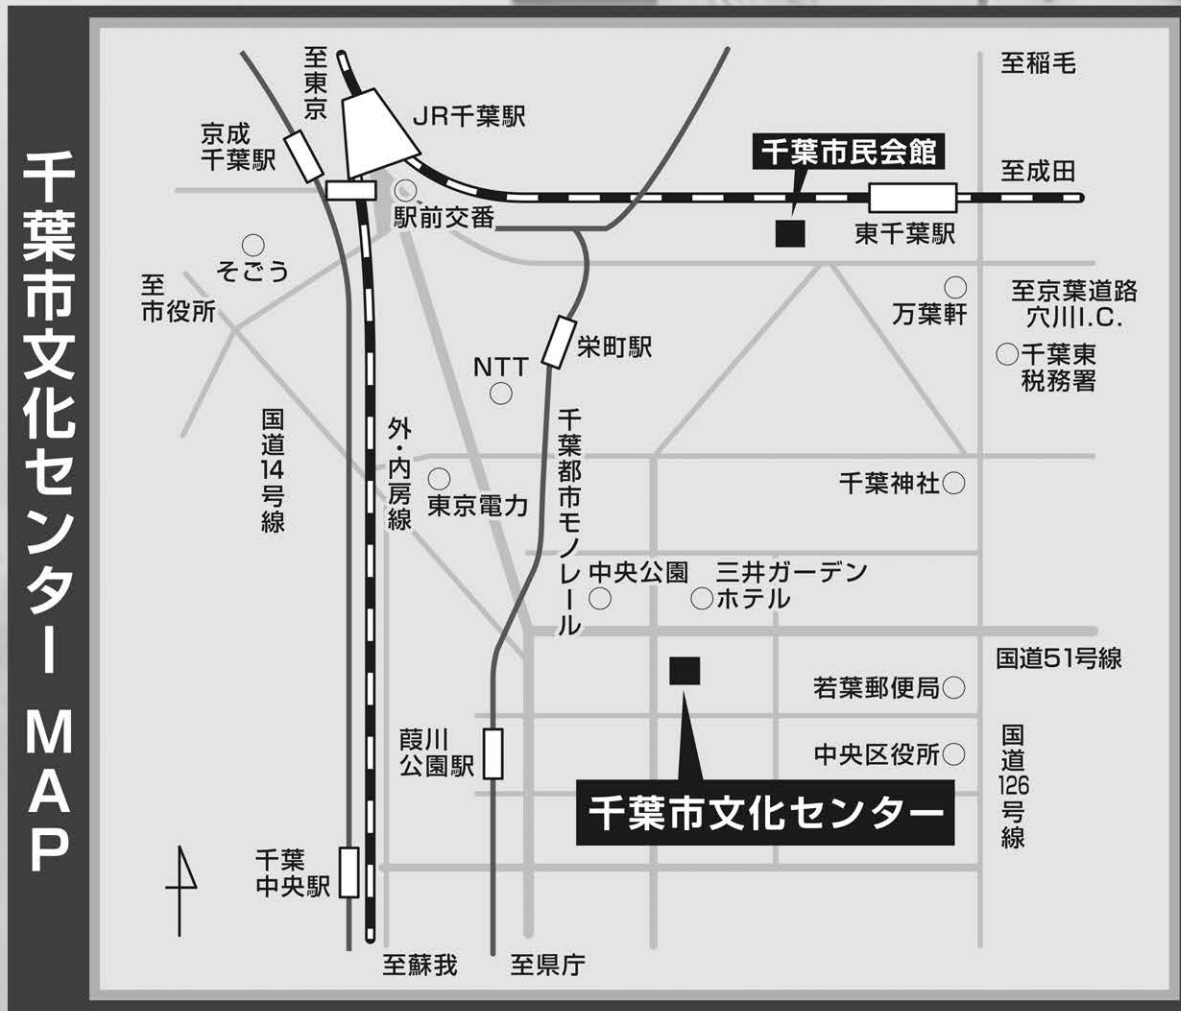 千葉市文化センター MAP
至東京
至稲毛
JR千葉駅
京成
千葉駅
千葉市民会館
至成田
駅前交番
東千葉駅
そごう
至
市役所
万葉軒
至京葉道路
穴川I.C.
栄町駅
NTT
千葉東
税務署
国道14号線
外・内房線
千葉都市モノレール
東京電力
千葉神社
中央公園
三井ガーデン
ホテル
国道51号線
若葉郵便局
葭川
公園駅
中央区役所
国道126号線
千葉市文化センター
千葉
中央駅
至蘇我
至県庁